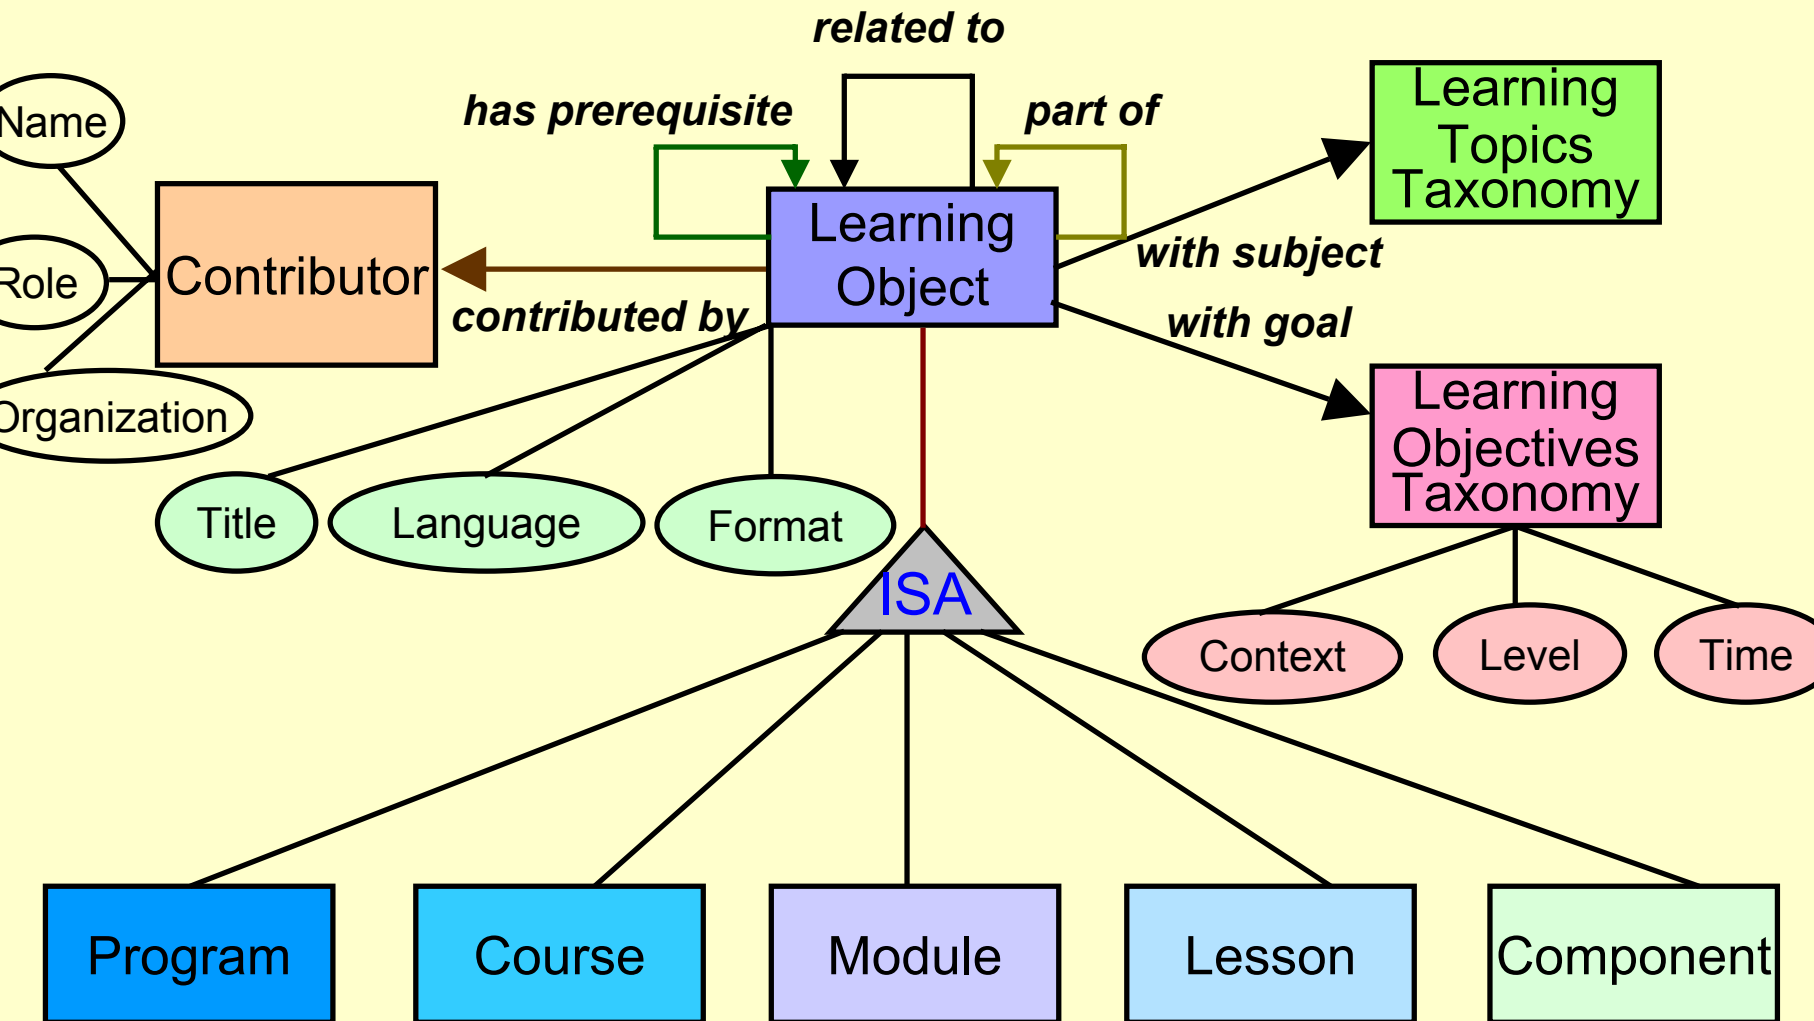 related to
has prerequisite
part of
Learning
Topics
Taxonomy
Name
Learning
Object
with subject
Contributor
Role
contributed by
with goal
Learning
Objectives
Taxonomy
Organization
Title
Language
Format
ISA
Context
Level
Time
Program
Course
Module
Lesson
Component